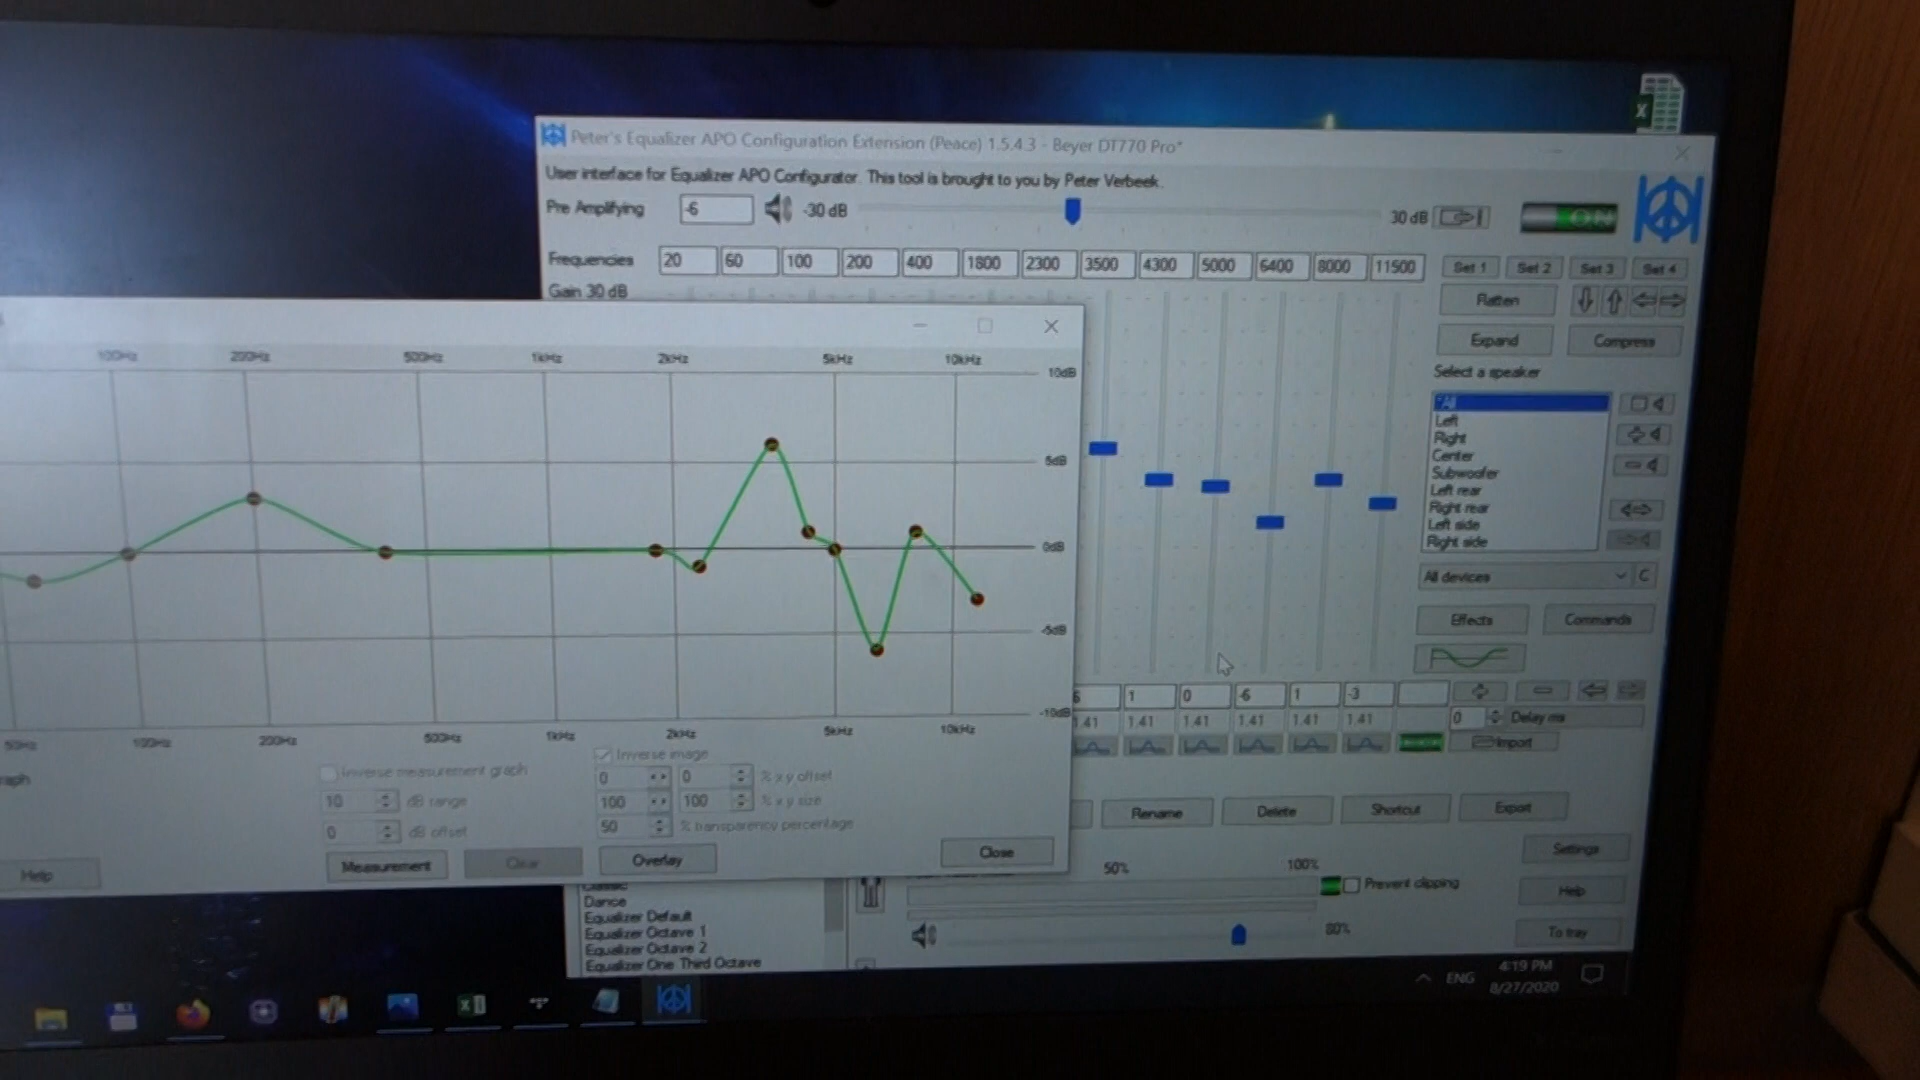 Peter's Equalizer APO Configuration Extension (Peace) 1.5.4.3 - Beyer DT770 Pro*
User interface for Equalizer APO Configurator. This tool is brought to you by Peter Verbeek.
Pre Amplifying -6 -30 dB 30 dB ON
Frequencies 20 60 100 200 400 1800 2300 3500 4300 5000 6400 8000 11500 Set 1 Set 2 Set 3 Set 4
Gain 30 dB
Flatten
Expand Compress
Select a speaker
*All
Left
Right
Center
Subwoofer
Left rear
Right rear
Left side
Right side
All devices C
Effects Commands
100Hz 200Hz 500Hz 1kHz 2kHz 5kHz 10kHz
10dB
5dB
0dB
-5dB
-10dB
50Hz 100Hz 200Hz 500Hz 1kHz 2kHz 5kHz 10kHz
6 1 0 -6 1 -3
1.41 1.41 1.41 1.41 1.41 1.41
0 Delay ms
Import
raph
Inverse measurement graph
10 dB range
0 dB offset
Inverse image
0 0 % x y offset
100 100 % x y size
50 % transparency percentage
Help Measurement Clear Overlay Close
Rename Delete Shortcut Export
Settings
Help
To tray
50% 100%
Prevent clipping
80%
Classic
Dance
Equalizer Default
Equalizer Octave 1
Equalizer Octave 2
Equalizer One Third Octave
ENG
4:19 PM
8/27/2020